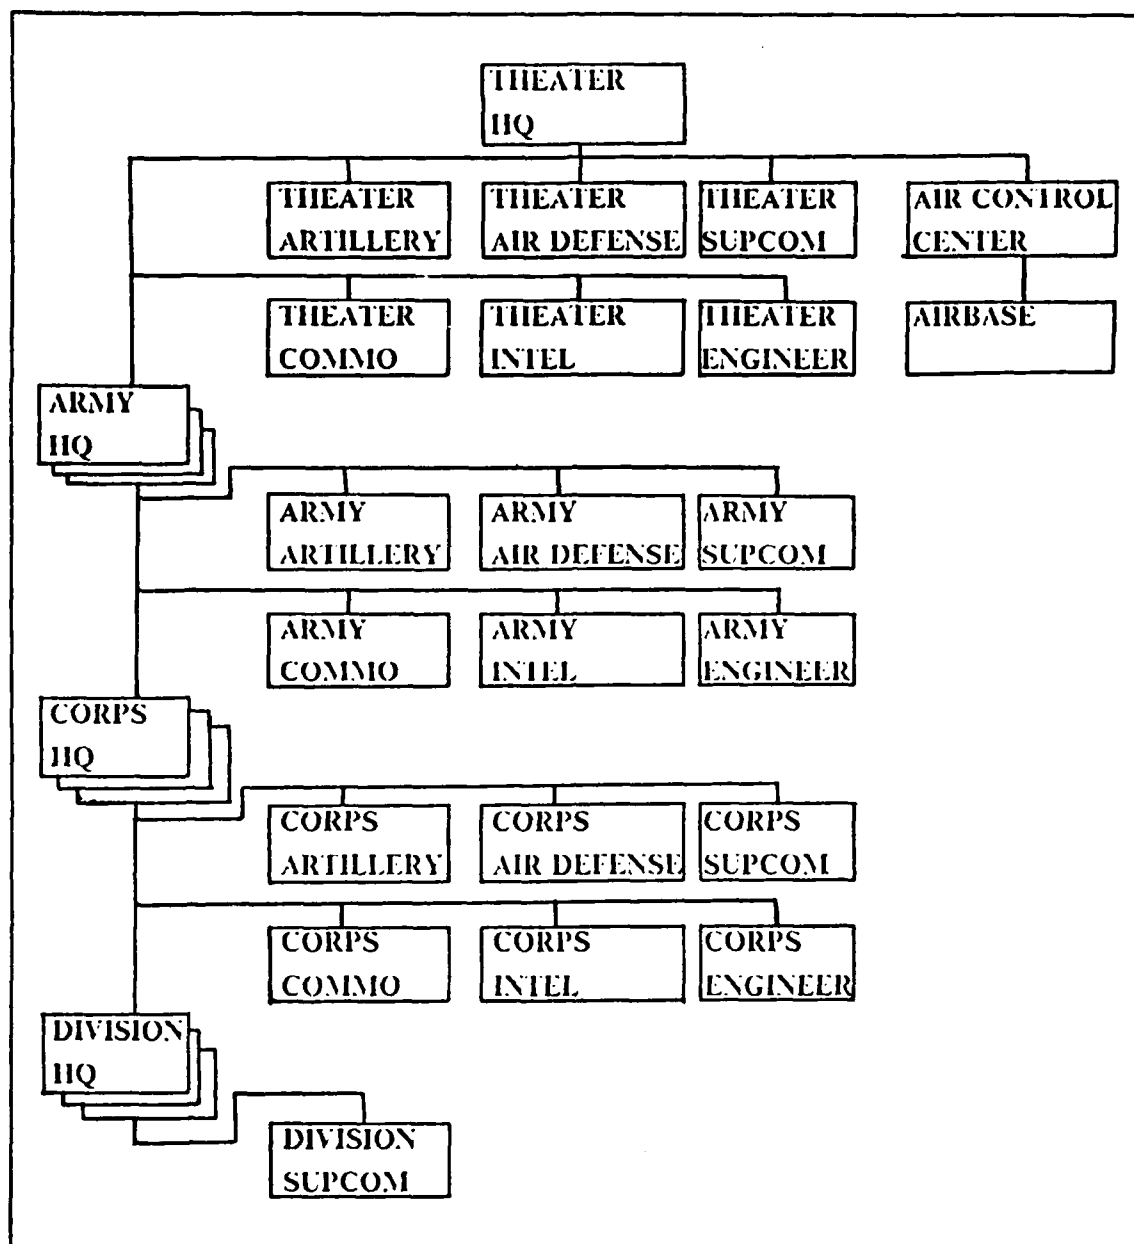 THEATER
HQ
THEATER
ARTILLERY
THEATER
AIR DEFENSE
THEATER
SUPCOM
AIR CONTROL
CENTER
THEATER
COMMO
THEATER
INTEL
THEATER
ENGINEER
AIRBASE
ARMY
HQ
ARMY
ARTILLERY
ARMY
AIR DEFENSE
ARMY
SUPCOM
ARMY
COMMO
ARMY
INTEL
ARMY
ENGINEER
CORPS
HQ
CORPS
ARTILLERY
CORPS
AIR DEFENSE
CORPS
SUPCOM
CORPS
COMMO
CORPS
INTEL
CORPS
ENGINEER
DIVISION
HQ
DIVISION
SUPCOM